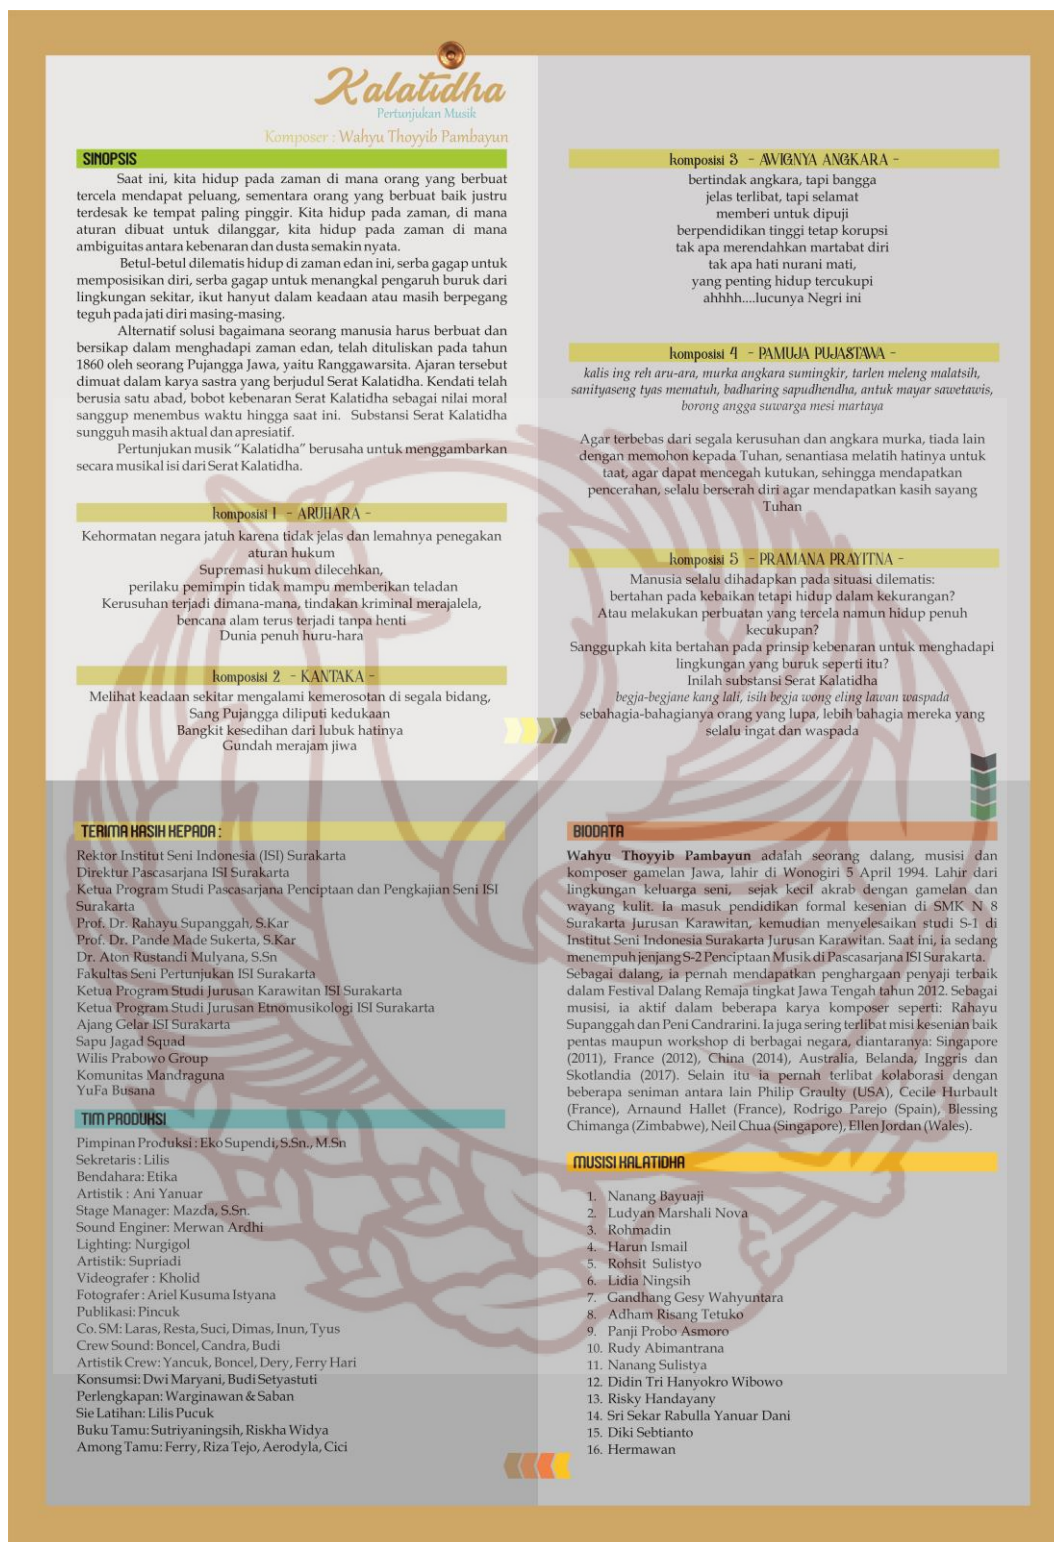 Kalatidha
Pertunjukan Musik
Komposer : Wahyu Thoyyib Pambayun
SINOPSIS
Saat ini, kita hidup pada zaman di mana orang yang berbuat
tercela mendapat peluang, sementara orang yang berbuat baik justru
terdesak ke tempat paling pinggir. Kita hidup pada zaman, di mana
aturan dibuat untuk dilanggar, kita hidup pada zaman di mana
ambiguitas antara kebenaran dan dusta semakin nyata.
Betul-betul dilematis hidup di zaman edan ini, serba gagap untuk
memposisikan diri, serba gagap untuk menangkal pengaruh buruk dari
lingkungan sekitar, ikut hanyut dalam keadaan atau masih berpegang
teguh pada jati diri masing-masing.
Alternatif solusi bagaimana seorang manusia harus berbuat dan
bersikap dalam menghadapi zaman edan, telah dituliskan pada tahun
1860 oleh seorang Pujangga Jawa, yaitu Ranggawarsita. Ajaran tersebut
dimuat dalam karya sastra yang berjudul Serat Kalatidha. Kendati telah
berusia satu abad, bobot kebenaran Serat Kalatidha sebagai nilai moral
sanggup menembus waktu hingga saat ini. Substansi Serat Kalatidha
sungguh masih aktual dan apresiatif.
Pertunjukan musik “Kalatidha” berusaha untuk menggambarkan
secara musikal isi dari Serat Kalatidha.
komposisi 1 - ARUHARA -
Kehormatan negara jatuh karena tidak jelas dan lemahnya penegakan
aturan hukum
Supremasi hukum dilecehkan,
perilaku pemimpin tidak mampu memberikan teladan
Kerusuhan terjadi dimana-mana, tindakan kriminal merajalela,
bencana alam terus terjadi tanpa henti
Dunia penuh huru-hara
komposisi 2 - KANTAKA -
Melihat keadaan sekitar mengalami kemerosotan di segala bidang,
Sang Pujangga diliputi kedukaan
Bangkit kesedihan dari lubuk hatinya
Gundah merajam jiwa
komposisi 3 - AWIGNYA ANGKARA -
bertindak angkara, tapi bangga
jelas terlibat, tapi selamat
memberi untuk dipuji
berpendidikan tinggi tetap korupsi
tak apa merendahkan martabat diri
tak apa hati nurani mati,
yang penting hidup tercukupi
ahhhh....lucunya Negri ini
komposisi 4 - PAMUJA PUJASTAWA -
kalis ing reh aru-ara, murka angkara sumingkir, tarlen meleng malatsih,
sanityaseng tyas mematuh, badharing sapudhendha, antuk mayar sawetawis,
borong angga suwarga mesi martaya
Agar terbebas dari segala kerusuhan dan angkara murka, tiada lain
dengan memohon kepada Tuhan, senantiasa melatih hatinya untuk
taat, agar dapat mencegah kutukan, sehingga mendapatkan
pencerahan, selalu berserah diri agar mendapatkan kasih sayang
Tuhan
komposisi 5 - PRAMANA PRAYITNA -
Manusia selalu dihadapkan pada situasi dilematis:
bertahan pada kebaikan tetapi hidup dalam kekurangan?
Atau melakukan perbuatan yang tercela namun hidup penuh
kecukupan?
Sanggupkah kita bertahan pada prinsip kebenaran untuk menghadapi
lingkungan yang buruk seperti itu?
Inilah substansi Serat Kalatidha
begja-begjane kang lali, isih begja wong eling lawan waspada
sebahagia-bahagianya orang yang lupa, lebih bahagia mereka yang
selalu ingat dan waspada
TERIMA KASIH KEPADA :
Rektor Institut Seni Indonesia (ISI) Surakarta
Direktur Pascasarjana ISI Surakarta
Ketua Program Studi Pascasarjana Penciptaan dan Pengkajian Seni ISI
Surakarta
Prof. Dr. Rahayu Supanggah, S.Kar
Prof. Dr. Pande Made Sukerta, S.Kar
Dr. Aton Rustandi Mulyana, S.Sn
Fakultas Seni Pertunjukan ISI Surakarta
Ketua Program Studi Jurusan Karawitan ISI Surakarta
Ketua Program Studi Jurusan Etnomusikologi ISI Surakarta
Ajang Gelar ISI Surakarta
Sapu Jagad Squad
Wilis Prabowo Group
Komunitas Mandraguna
YuFa Busana
TIM PRODUKSI
Pimpinan Produksi : Eko Supendi, S.Sn., M.Sn
Sekretaris : Lilis
Bendahara: Etika
Artistik : Ani Yanuar
Stage Manager: Mazda, S.Sn.
Sound Enginer: Merwan Ardhi
Lighting: Nurgigol
Artistik: Supriadi
Videografer : Kholid
Fotografer : Ariel Kusuma Istyana
Publikasi: Pincuk
Co. SM: Laras, Resta, Suci, Dimas, Inun, Tyus
Crew Sound: Boncel, Candra, Budi
Artistik Crew: Yancuk, Boncel, Dery, Ferry Hari
Konsumsi: Dwi Maryani, Budi Setyastuti
Perlengkapan: Warginawan & Saban
Sie Latihan: Lilis Pucuk
Buku Tamu: Sutriyaningsih, Riskha Widya
Among Tamu: Ferry, Riza Tejo, Aerodyla, Cici
BIODATA
Wahyu Thoyyib Pambayun adalah seorang dalang, musisi dan
komposer gamelan Jawa, lahir di Wonogiri 5 April 1994. Lahir dari
lingkungan keluarga seni, sejak kecil akrab dengan gamelan dan
wayang kulit. Ia masuk pendidikan formal kesenian di SMK N 8
Surakarta Jurusan Karawitan, kemudian menyelesaikan studi S-1 di
Institut Seni Indonesia Surakarta Jurusan Karawitan. Saat ini, ia sedang
menempuh jenjang S-2 Penciptaan Musik di Pascasarjana ISI Surakarta.
Sebagai dalang, ia pernah mendapatkan penghargaan penyaji terbaik
dalam Festival Dalang Remaja tingkat Jawa Tengah tahun 2012. Sebagai
musisi, ia aktif dalam beberapa karya komposer seperti: Rahayu
Supanggah dan Peni Candrarini. Ia juga sering terlibat misi kesenian baik
pentas maupun workshop di berbagai negara, diantaranya: Singapore
(2011), France (2012), China (2014), Australia, Belanda, Inggris dan
Skotlandia (2017). Selain itu ia pernah terlibat kolaborasi dengan
beberapa seniman antara lain Philip Graulty (USA), Cecile Hurbault
(France), Arnaund Hallet (France), Rodrigo Parejo (Spain), Blessing
Chimanga (Zimbabwe), Neil Chua (Singapore), Ellen Jordan (Wales).
MUSISI KALATIDHA
1. Nanang Bayuaji
2. Ludyan Marshali Nova
3. Rohmadin
4. Harun Ismail
5. Rohsit Sulistyo
6. Lidia Ningsih
7. Gandhang Gesy Wahyuntara
8. Adham Risang Tetuko
9. Panji Probo Asmoro
10. Rudy Abimantrana
11. Nanang Sulistya
12. Didin Tri Hanyokro Wibowo
13. Risky Handayany
14. Sri Sekar Rabulla Yanuar Dani
15. Diki Sebtianto
16. Hermawan